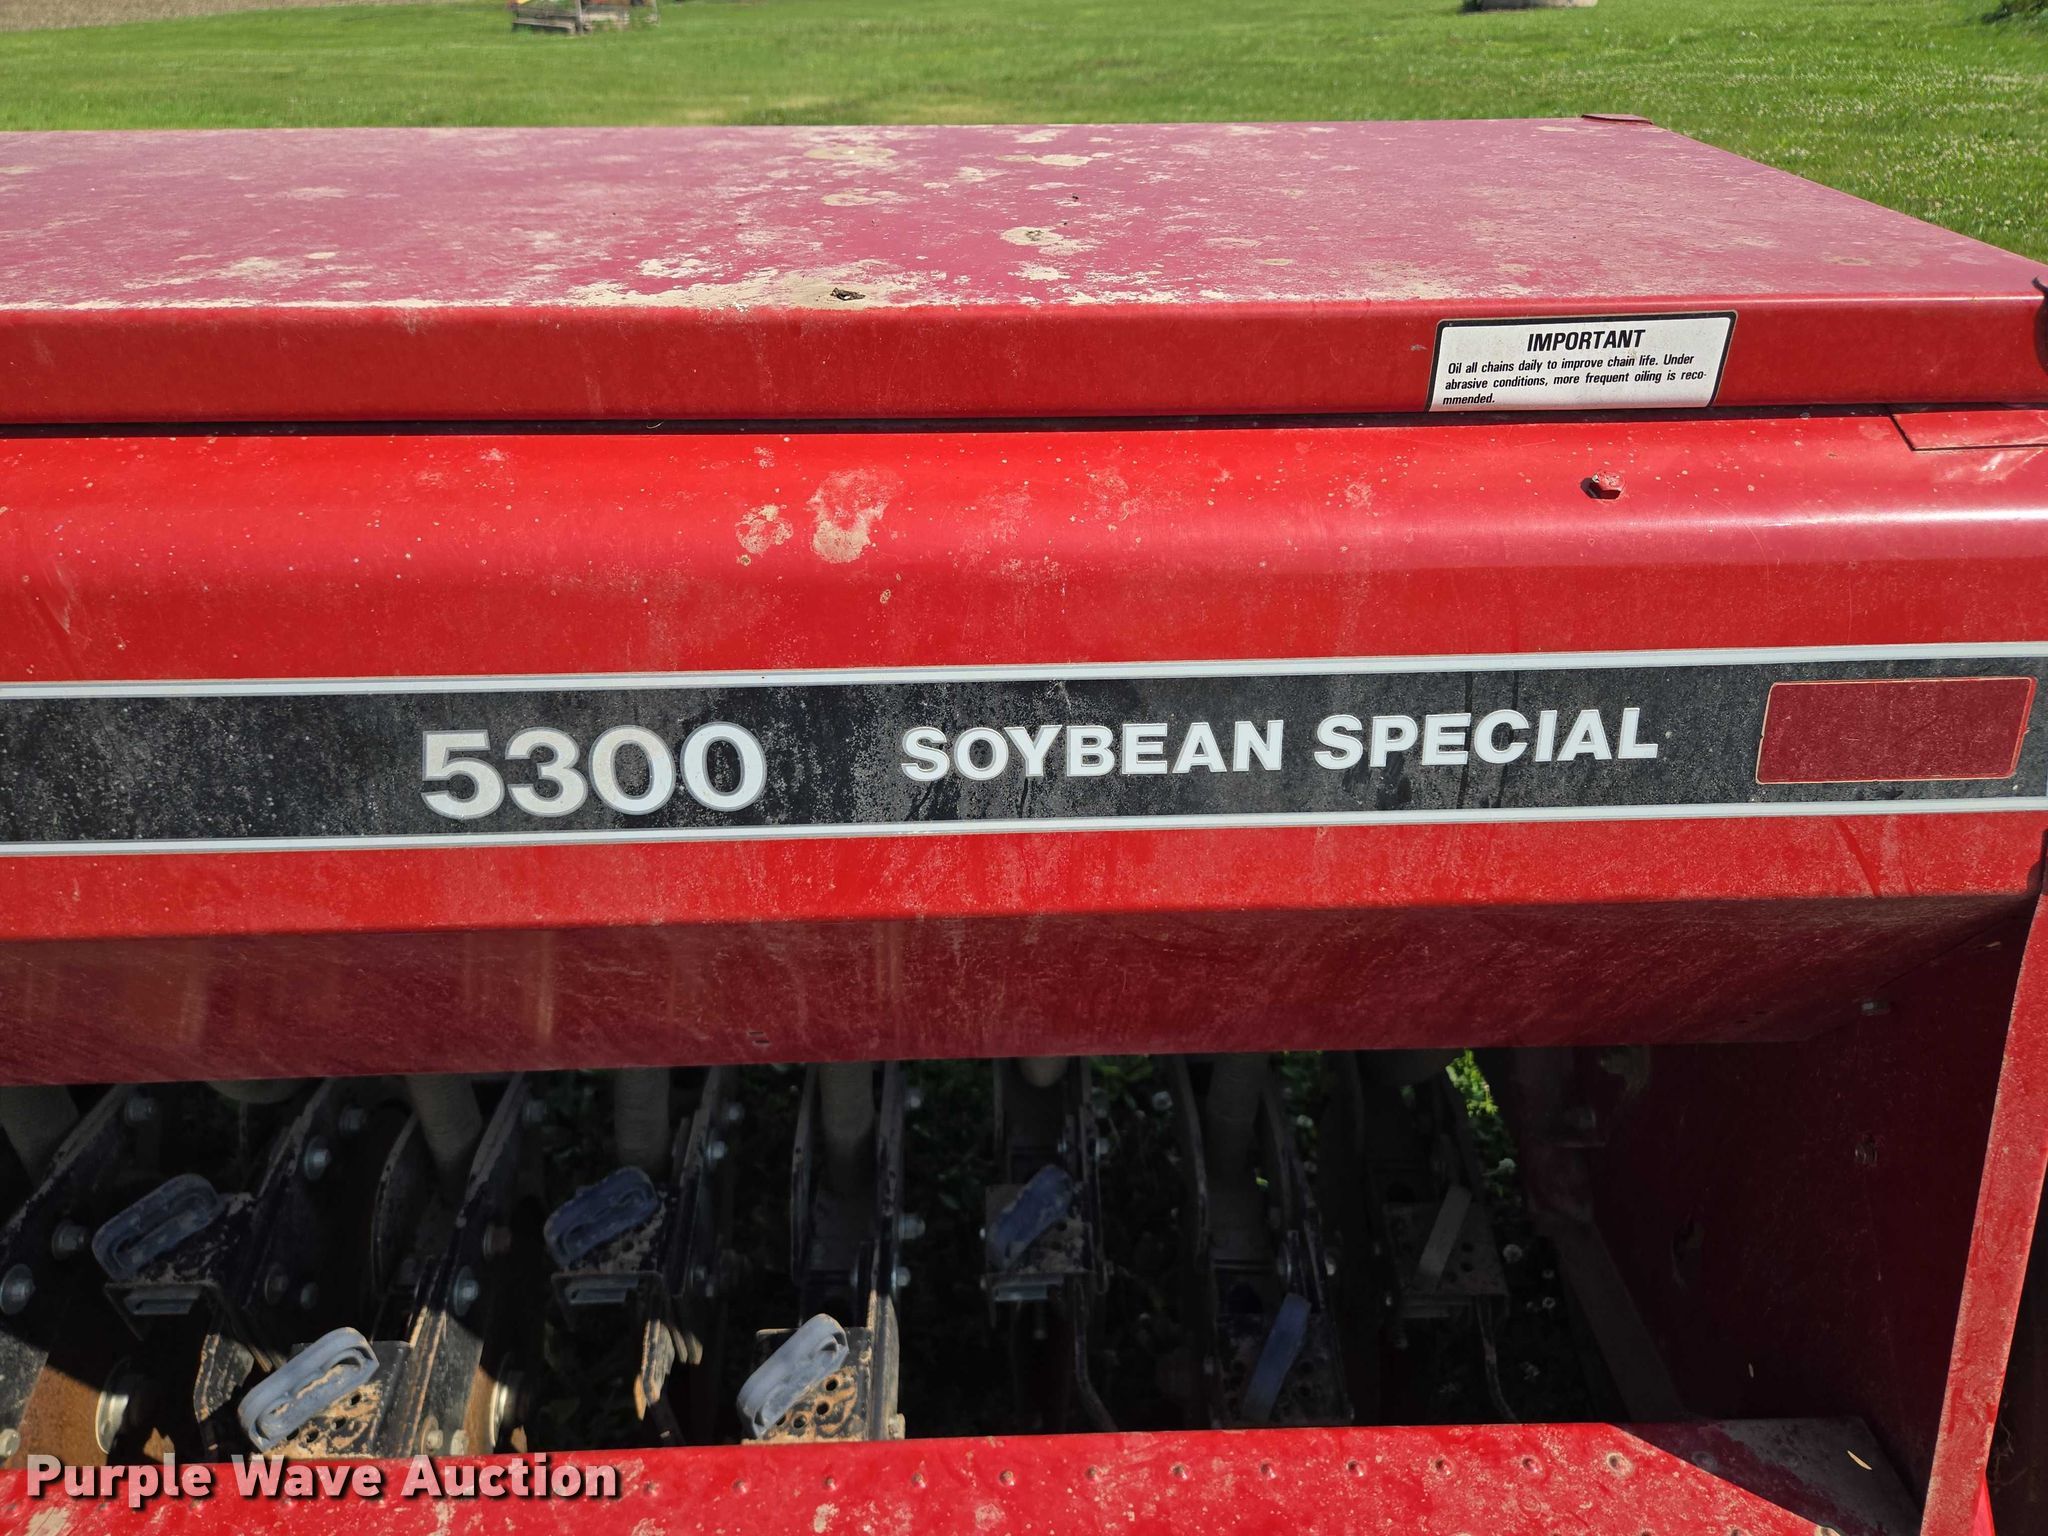 IMPORTANT
Oil all chains daily to improve chain life. Under
abrasive conditions, more frequent oiling is reco-
mmended.
5300 SOYBEAN SPECIAL
Purple Wave Auction